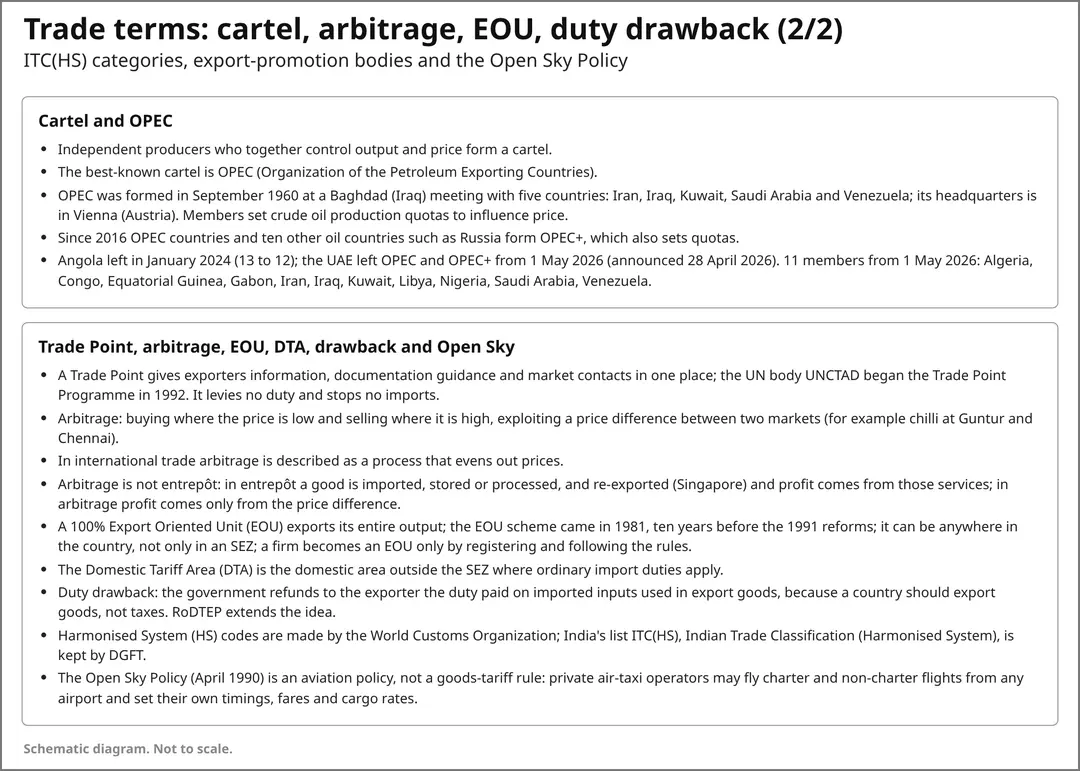 Trade terms: cartel, arbitrage, EOU, duty drawback (2/2)
ITC(HS) categories, export-promotion bodies and the Open Sky Policy
Cartel and OPEC
• Independent producers who together control output and price form a cartel.
• The best-known cartel is OPEC (Organization of the Petroleum Exporting Countries).
• OPEC was formed in September 1960 at a Baghdad (Iraq) meeting with five countries: Iran, Iraq, Kuwait, Saudi Arabia and Venezuela; its headquarters is
in Vienna (Austria). Members set crude oil production quotas to influence price.
• Since 2016 OPEC countries and ten other oil countries such as Russia form OPEC+, which also sets quotas.
• Angola left in January 2024 (13 to 12); the UAE left OPEC and OPEC+ from 1 May 2026 (announced 28 April 2026). 11 members from 1 May 2026: Algeria,
Congo, Equatorial Guinea, Gabon, Iran, Iraq, Kuwait, Libya, Nigeria, Saudi Arabia, Venezuela.
Trade Point, arbitrage, EOU, DTA, drawback and Open Sky
• A Trade Point gives exporters information, documentation guidance and market contacts in one place; the UN body UNCTAD began the Trade Point
Programme in 1992. It levies no duty and stops no imports.
• Arbitrage: buying where the price is low and selling where it is high, exploiting a price difference between two markets (for example chilli at Guntur and
Chennai).
• In international trade arbitrage is described as a process that evens out prices.
• Arbitrage is not entrepôt: in entrepôt a good is imported, stored or processed, and re-exported (Singapore) and profit comes from those services; in
arbitrage profit comes only from the price difference.
• A 100% Export Oriented Unit (EOU) exports its entire output; the EOU scheme came in 1981, ten years before the 1991 reforms; it can be anywhere in
the country, not only in an SEZ; a firm becomes an EOU only by registering and following the rules.
• The Domestic Tariff Area (DTA) is the domestic area outside the SEZ where ordinary import duties apply.
• Duty drawback: the government refunds to the exporter the duty paid on imported inputs used in export goods, because a country should export
goods, not taxes. RoDTEP extends the idea.
• Harmonised System (HS) codes are made by the World Customs Organization; India's list ITC(HS), Indian Trade Classification (Harmonised System), is
kept by DGFT.
• The Open Sky Policy (April 1990) is an aviation policy, not a goods-tariff rule: private air-taxi operators may fly charter and non-charter flights from any
airport and set their own timings, fares and cargo rates.
Schematic diagram. Not to scale.